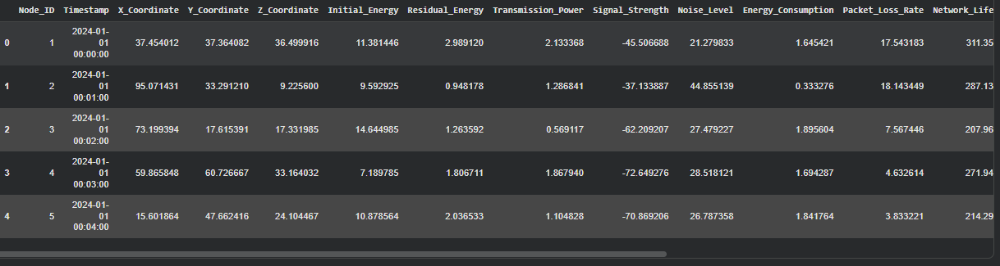 Node_ID Timestamp X_Coordinate Y_Coordinate Z_Coordinate Initial_Energy Residual_Energy Transmission_Power Signal_Strength Noise_Level Energy_Consumption Packet_Loss_Rate Network_Life
0 1 2024-01-01 00:00:00 37.454012 37.364082 36.499916 11.381446 2.989120 2.133368 -45.506688 21.279833 1.645421 17.543183 311.35
1 2 2024-01-01 00:01:00 95.071431 33.291210 9.225600 9.592925 0.948178 1.286841 -37.133887 44.855139 0.333276 18.143449 287.13
2 3 2024-01-01 00:02:00 73.199394 17.615391 17.331985 14.644985 1.263592 0.569117 -62.209207 27.479227 1.895604 7.567446 207.96
3 4 2024-01-01 00:03:00 59.865848 60.726667 33.164032 7.189785 1.806711 1.867940 -72.649276 28.518121 1.694287 4.632614 271.94
4 5 2024-01-01 00:04:00 15.601864 47.662416 24.104467 10.878564 2.036533 1.104828 -70.869206 26.787358 1.841764 3.833221 214.29